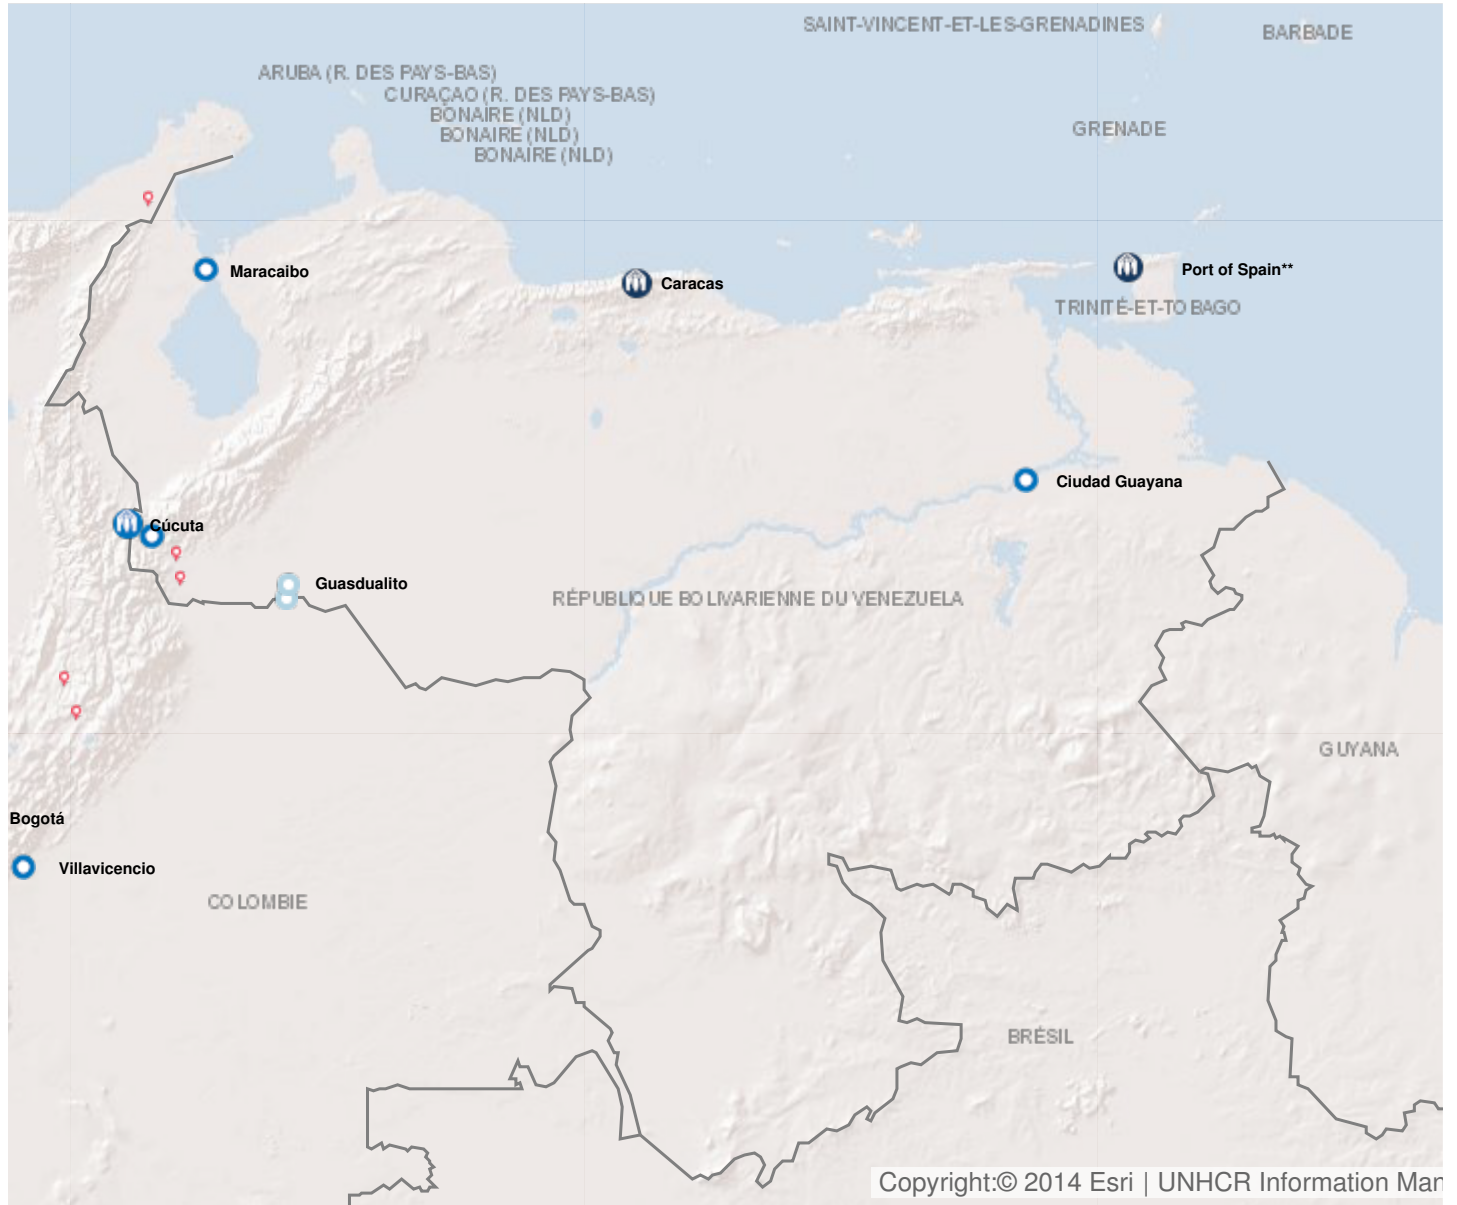 SAINT-VINCENT-ET-LES-GRENADINES
BARBADE
ARUBA (R. DES PAYS-BAS)
CURAÇAO (R. DES PAYS-BAS)
BONAIRE (NLD)
GRENADE
BONAIRE (NLD)
BONAIRE (NLD)
Maracaibo
Caracas
Port of Spain**
TRINITÉ-ET-TOBAGO
Ciudad Guayana
Cúcuta
Guasdualito
RÉPUBLIQUE BOLIVARIENNE DU VENEZUELA
GUYANA
Bogotá
Villavicencio
COLOMBIE
BRÉSIL
Copyright:© 2014 Esri | UNHCR Information Man